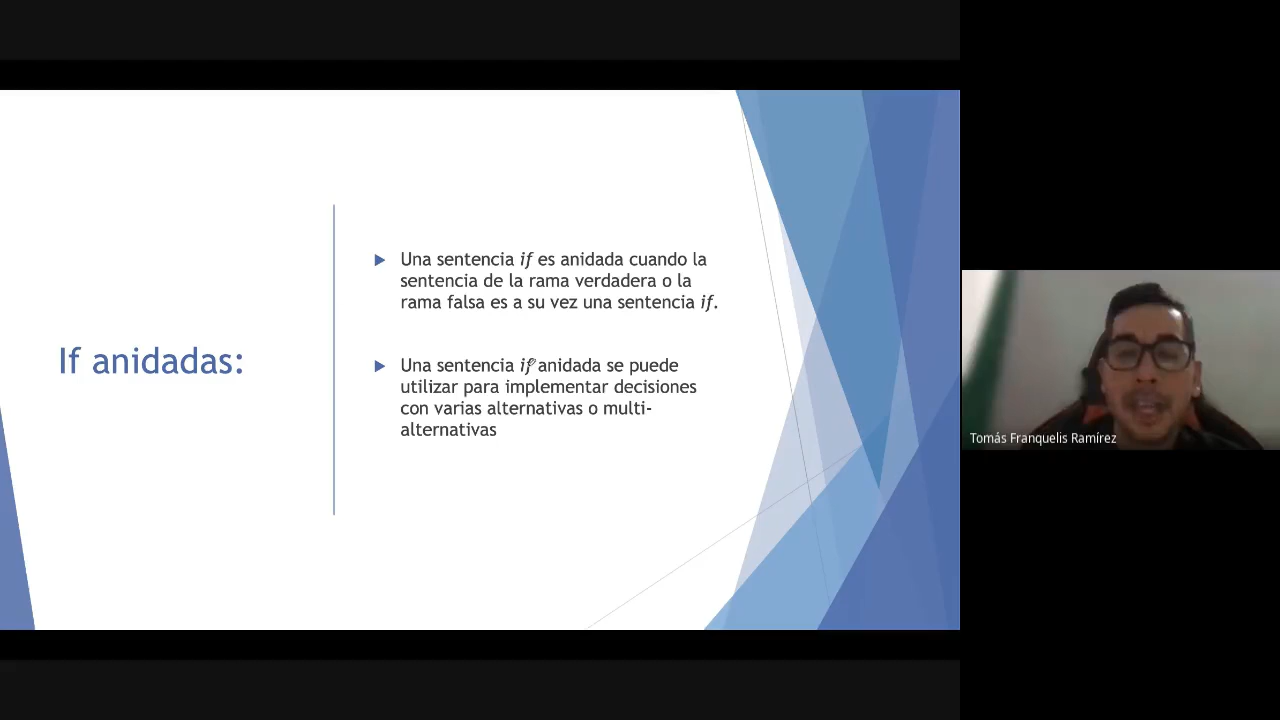 If anidadas:
Una sentencia if es anidada cuando la
sentencia de la rama verdadera o la
rama falsa es a su vez una sentencia if.
Una sentencia if anidada se puede
utilizar para implementar decisiones
con varias alternativas o multi-
alternativas
Tomás Franquelis Ramírez